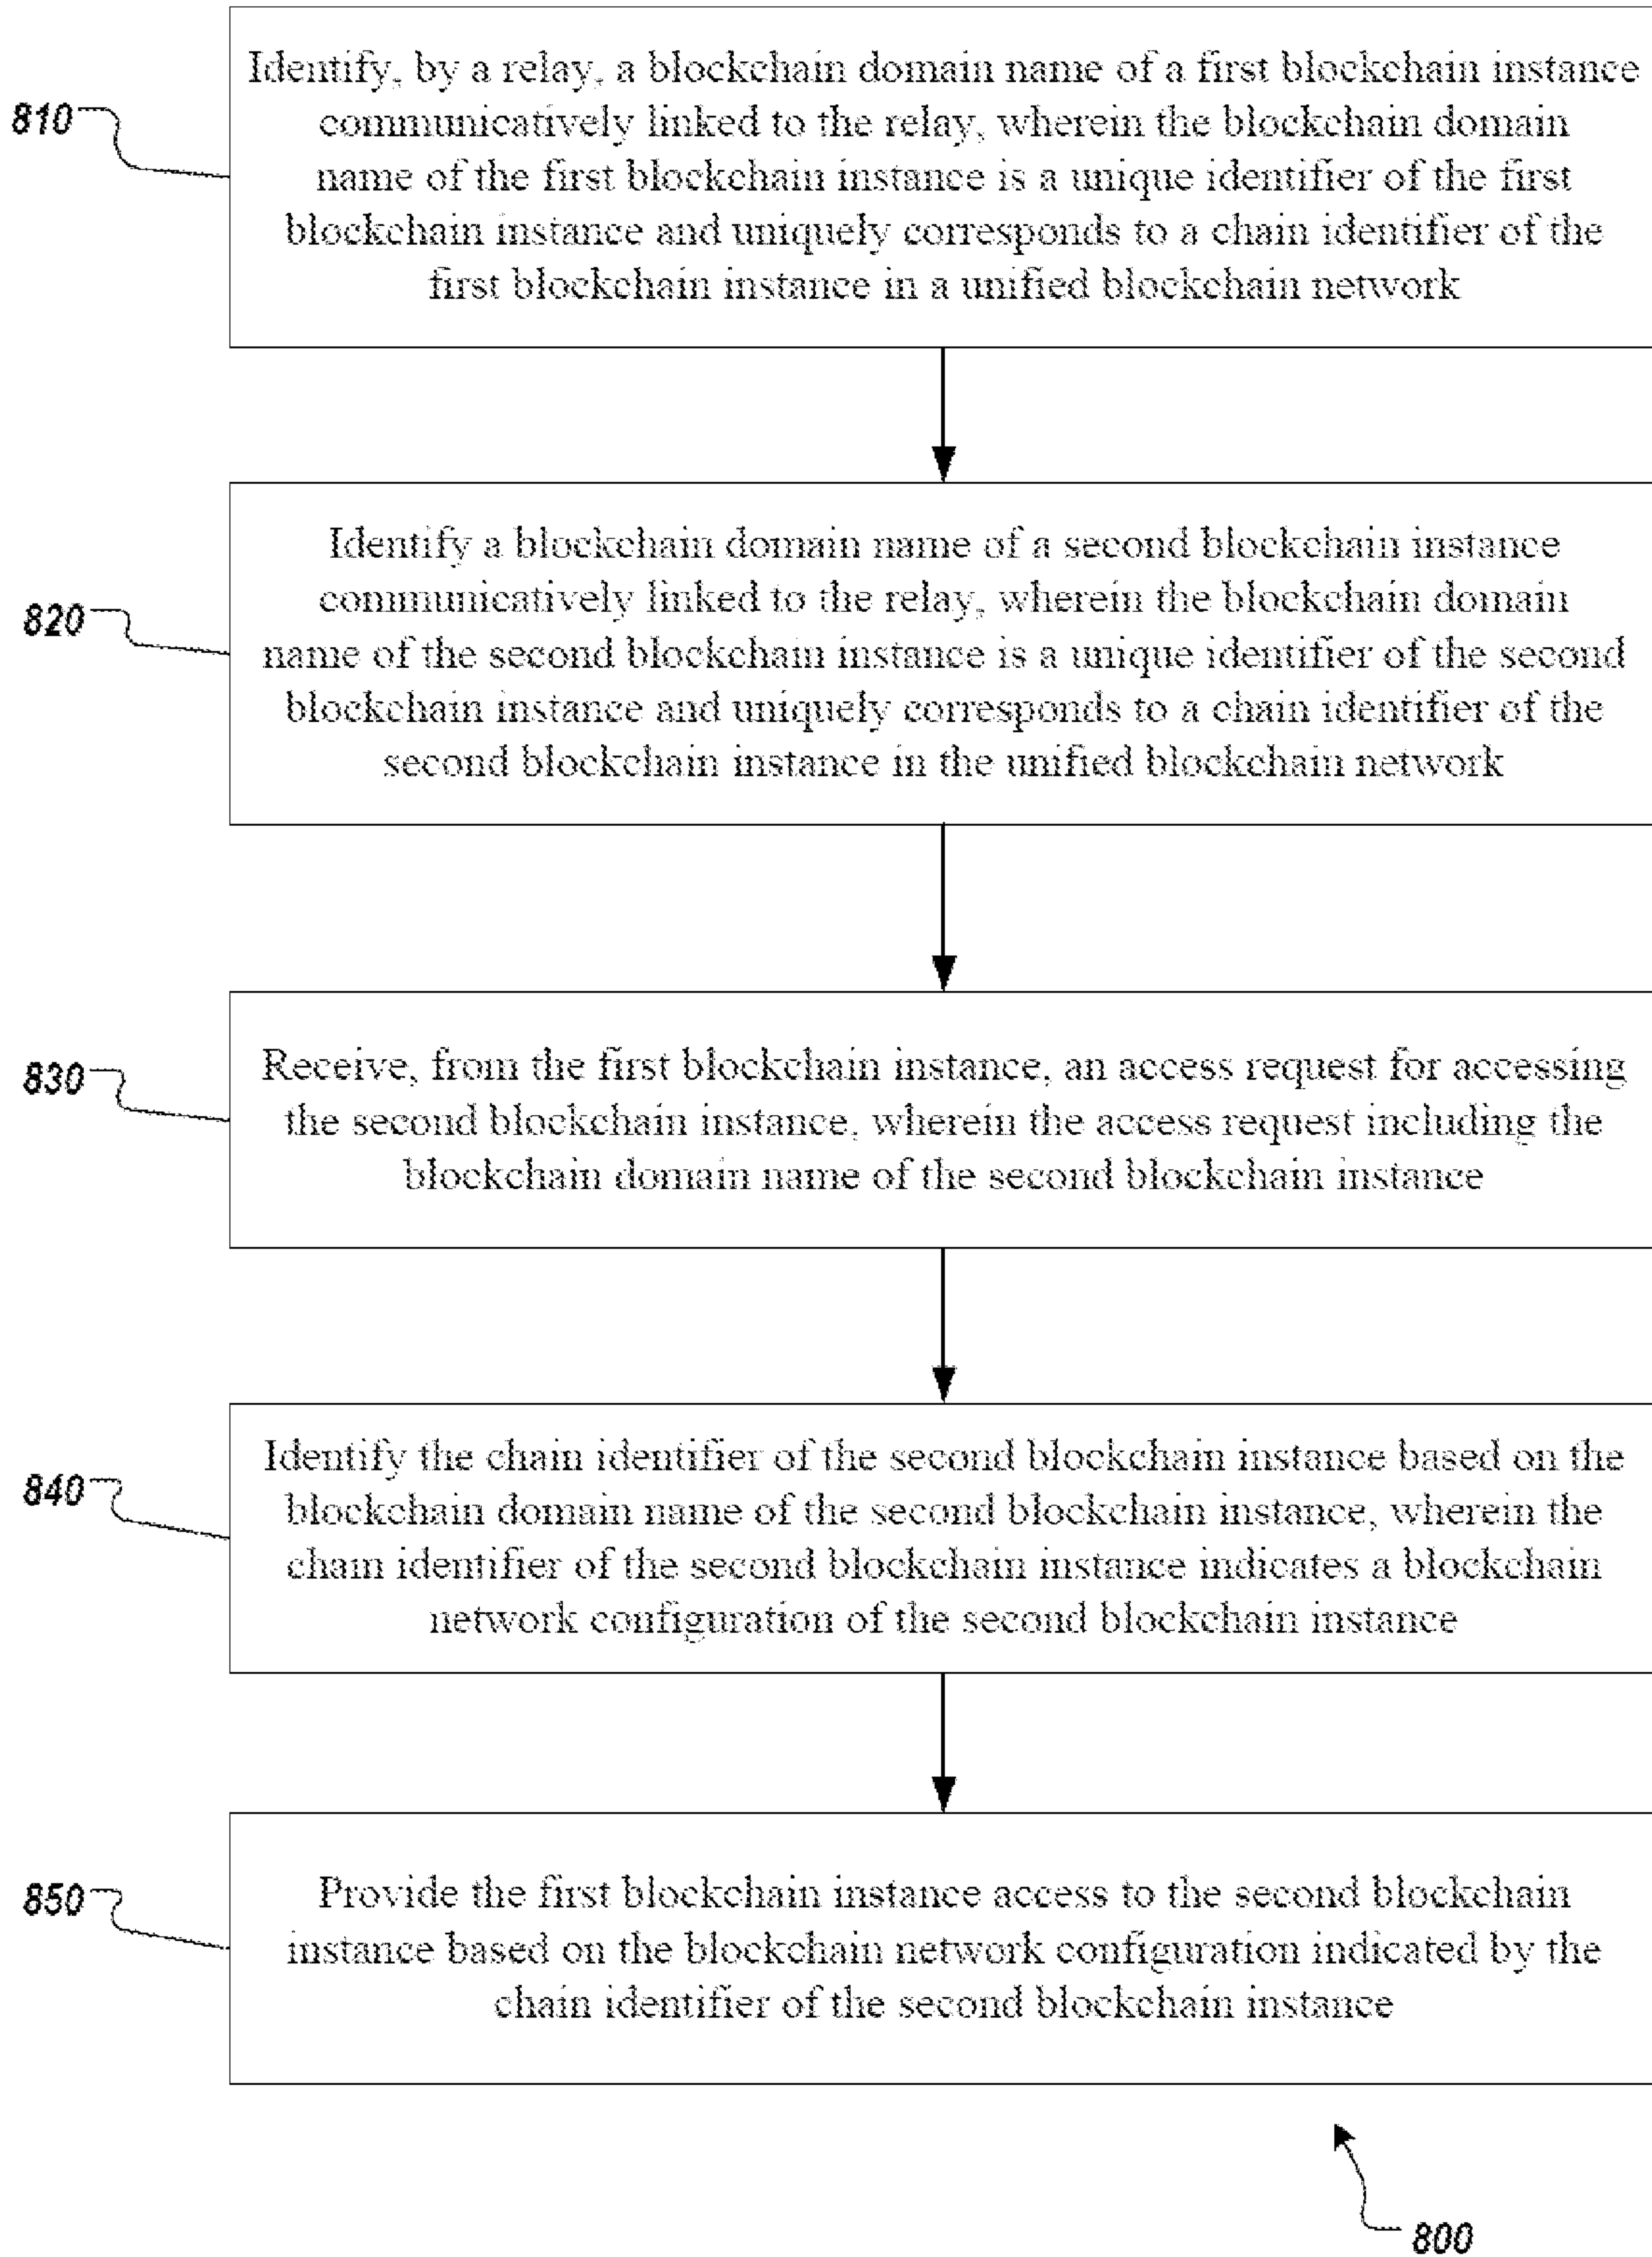 810
Identify, by a relay, a blockchain domain name of a first blockchain instance
communicatively linked to the relay, wherein the blockchain domain
name of the first blockchain instance is a unique identifier of the first
blockchain instance and uniquely corresponds to a chain identifier of the
first blockchain instance in a unified blockchain network
820
Identify a blockchain domain name of a second blockchain instance
communicatively linked to the relay, wherein the blockchain domain
name of the second blockchain instance is a unique identifier of the second
blockchain instance and uniquely corresponds to a chain identifier of the
second blockchain instance in the unified blockchain network
830
Receive, from the first blockchain instance, an access request for accessing
the second blockchain instance, wherein the access request including the
blockchain domain name of the second blockchain instance
840
Identify the chain identifier of the second blockchain instance based on the
blockchain domain name of the second blockchain instance, wherein the
chain identifier of the second blockchain instance indicates a blockchain
network configuration of the second blockchain instance
850
Provide the first blockchain instance access to the second blockchain
instance based on the blockchain network configuration indicated by the
chain identifier of the second blockchain instance
800